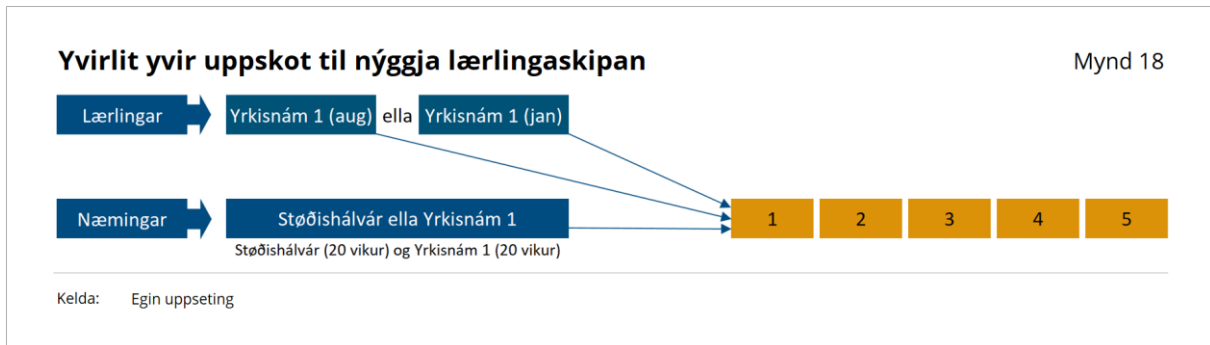 Yvirlit yvir uppskot til nýggja lærlingaskipan
Mynd 18
Lærlingar
Yrkisnám 1 (aug) ella Yrkisnám 1 (jan)
Næmingar
Støðishálvár ella Yrkisnám 1
1 2 3 4 5
Støðishálvár (20 vikur) og Yrkisnám 1 (20 vikur)
Kelda: Egin uppseting